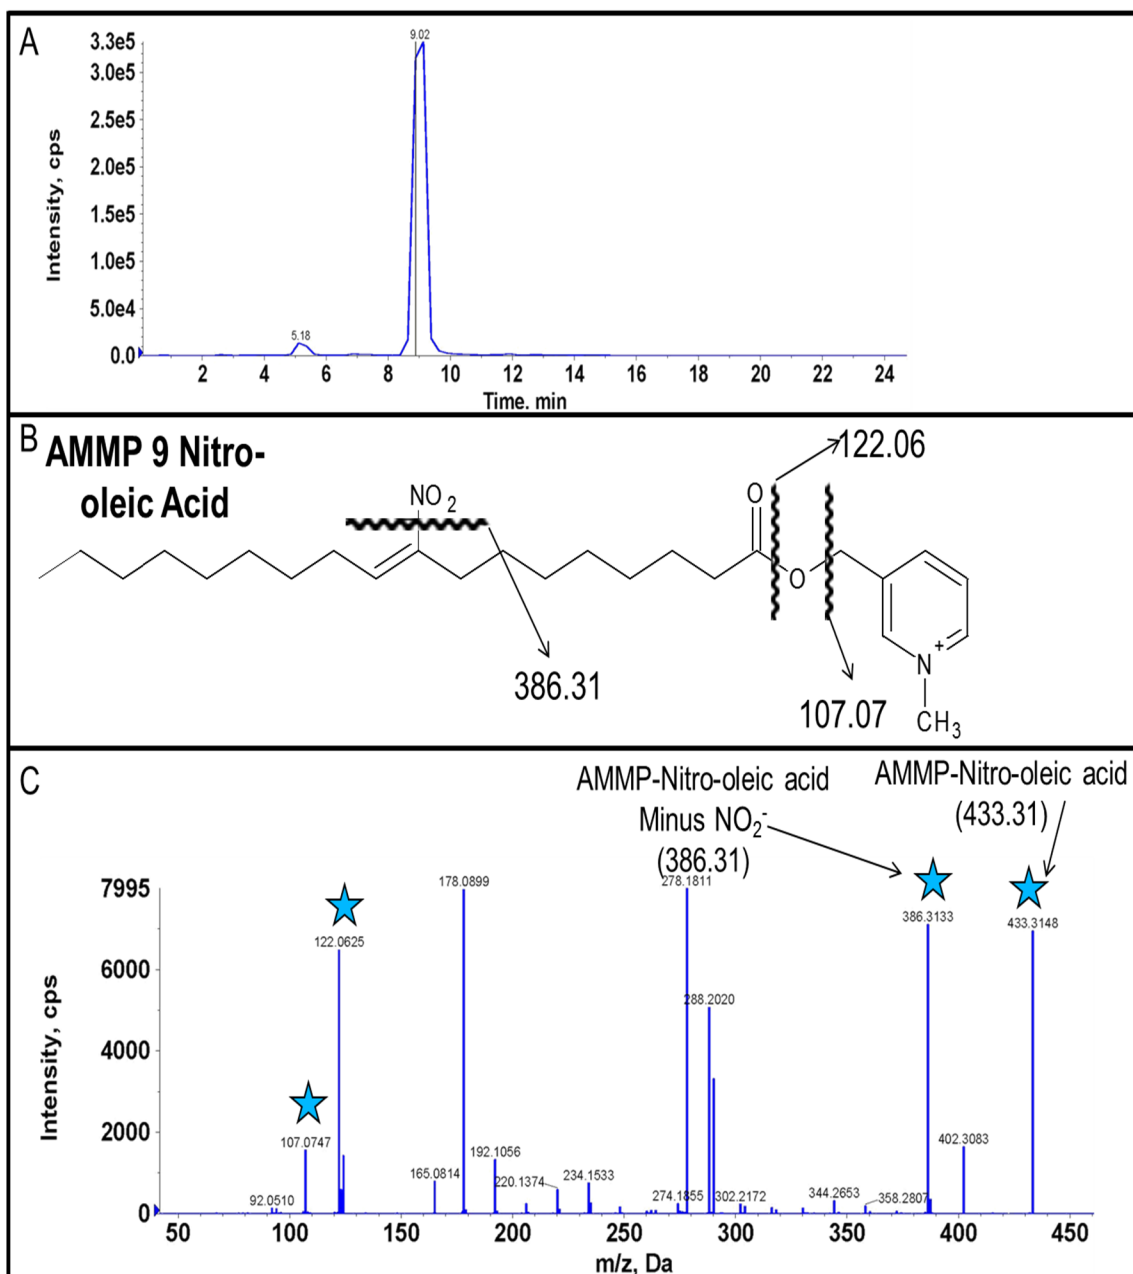 A
9.02
3.3e5
3.0e5
2.5e5
2.0e5
1.5e5
1.0e5
5.0e4
0.0
Intensity, cps
5.18
2 4 6 8 10 12 14 16 18 20 22 24
Time. min
B
AMMP 9 Nitro-
oleic Acid
NO 2
O
O
122.06
386.31
107.07
N
+
CH3
C
AMMP-Nitro-oleic acid
Minus NO2-
(386.31)
AMMP-Nitro-oleic acid
(433.31)
7995
6000
4000
2000
0
Intensity, cps
92.0510
107.0747
122.0625
165.0814
178.0899
192.1056
220.1374
234.1533
274.1855
278.1811
288.2020
302.2172
344.2653
358.2807
386.3133
402.3083
433.3148
50 100 150 200 250 300 350 400 450
m/z, Da